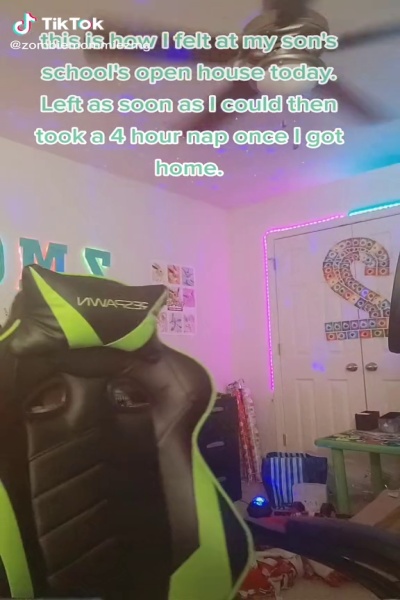 TikTok
this is how I felt at my son's
school's open house today.
Left as soon as I could then
took a 4 hour nap once I got
home.